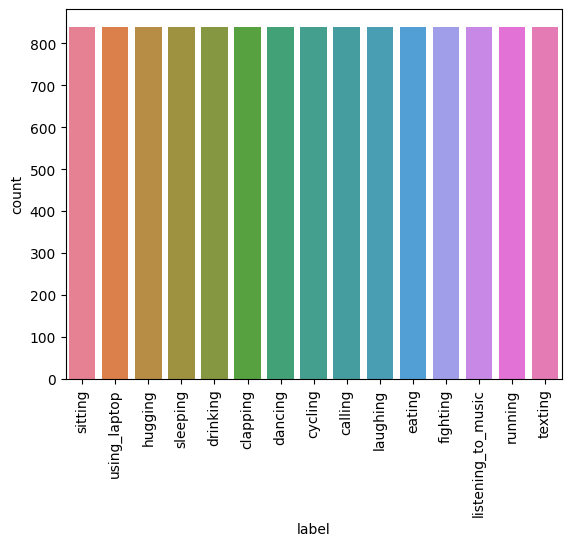 800
700
600
500
400
300
200
100
0
count
sitting
using_laptop
hugging
sleeping
drinking
clapping
dancing
cycling
calling
laughing
eating
fighting
listening_to_music
running
texting
label